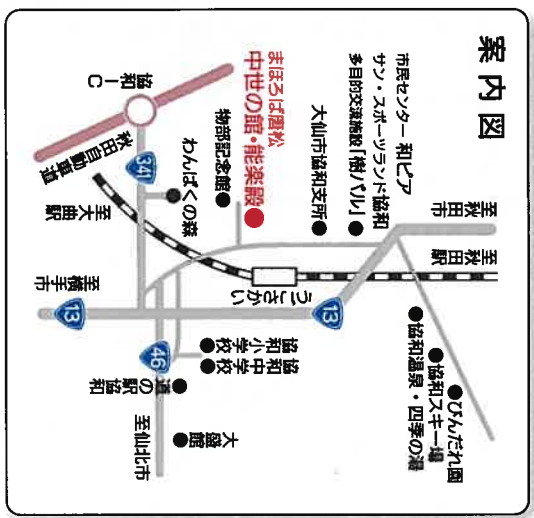 案内図
市民センター 和ピア
サン・スポーツランド協和
多目的交流施設「樹パル」
大仙市協和支所
まほろば唐松
中世の館・能楽殿
物部記念館
わんぱくの森
協和IC
秋田自動車道
341
至大曲駅
至秋田市
至秋田駅
うごさかい
至横手市
13
13
46
協和小学校
協和中学校
道の駅協和
大盛館
至仙北市
びんだれ園
協和スキー場
協和温泉・四季の湯